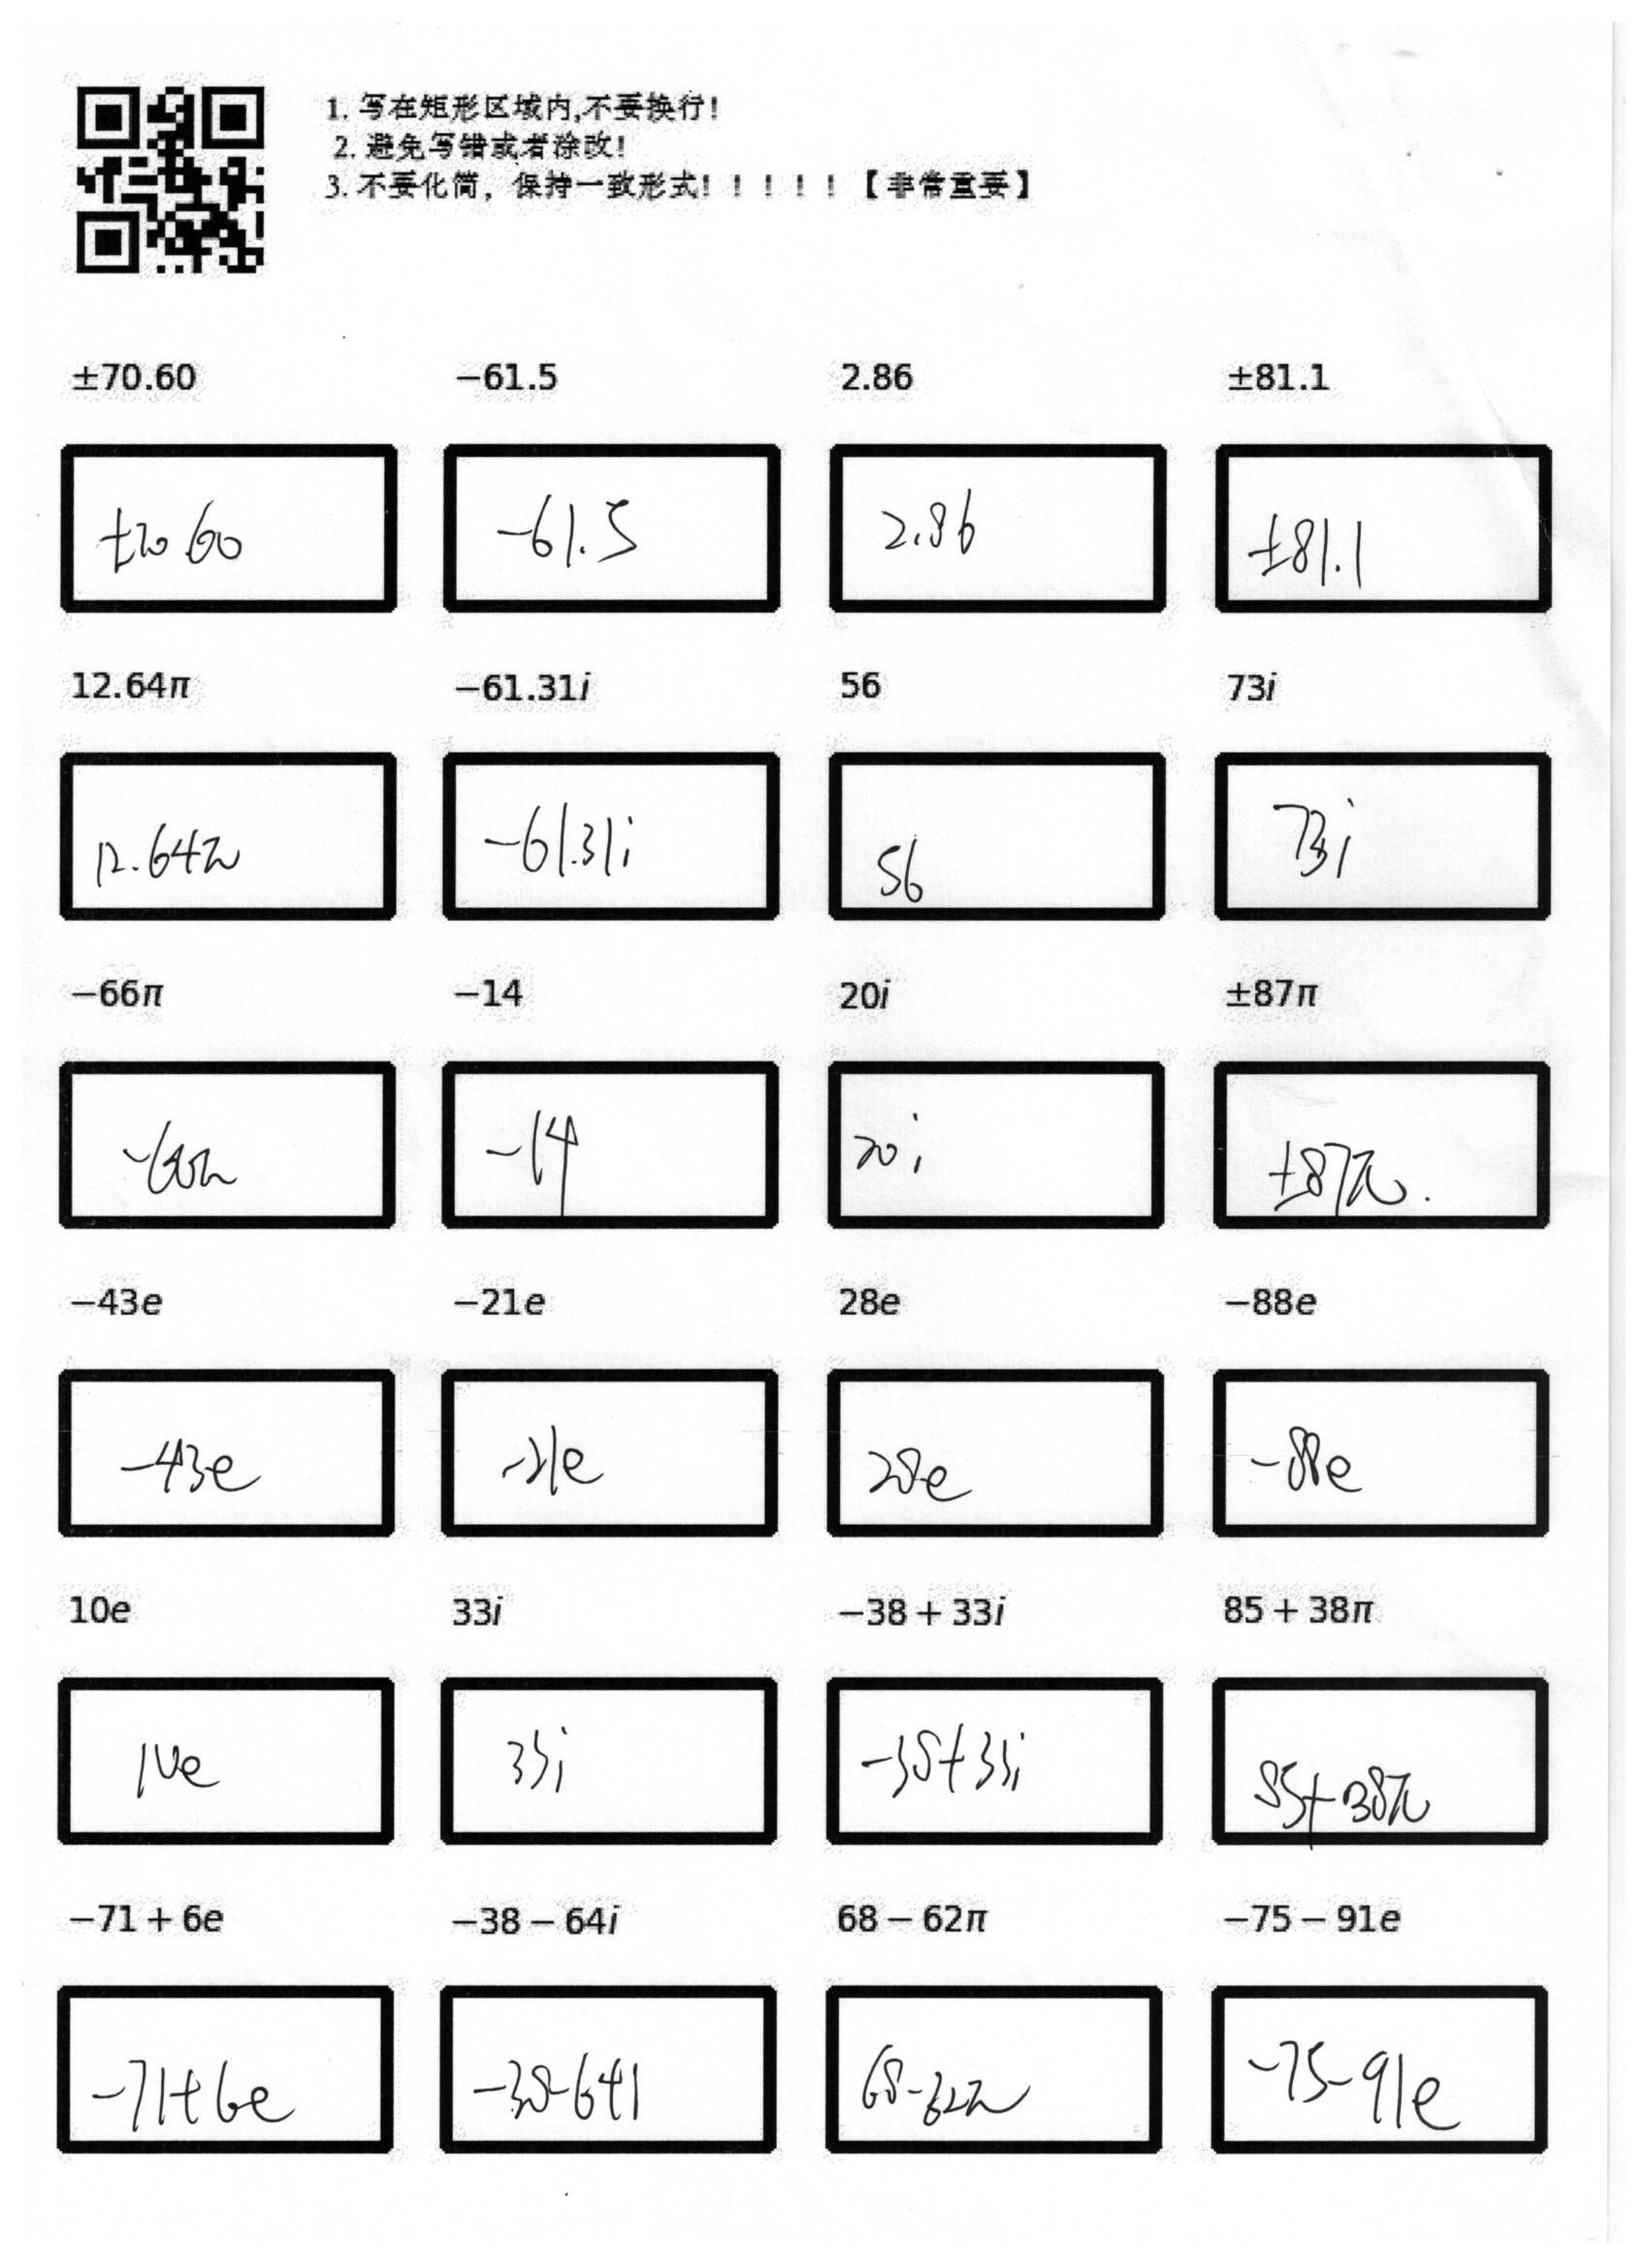 1. 写在矩形区域内,不要换行!
2. 避免写错或者涂改!
3. 不要化简，保持一致形式！！！！！【非常重要】
±70.60 −61.5 2.86 ±81.1
±70 60 -61.5 2.86 ±81.1
12.64π −61.31i 56 73i
12.64π -61.31i 56 73i
−66π −14 20i ±87π
-66π -14 20i ±87π.
−43e −21e 28e −88e
-43e -21e 28e -88e
10e 33i −38 + 33i 85 + 38π
10e 33i -38+33i 85+38π
−71 + 6e −38 − 64i 68 − 62π −75 − 91e
-71+6e -38-641 68-62π -75-91e